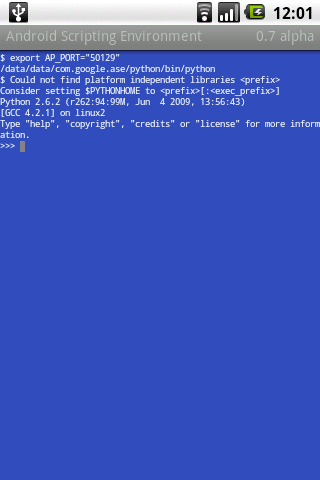 12:01
Android Scripting Environment 0.7 alpha
$ export AP_PORT="50129"
/data/data/com.google.ase/python/bin/python
$ Could not find platform independent libraries <prefix>
Consider setting $PYTHONHOME to <prefix>[:<exec_prefix>]
Python 2.6.2 (r262:94:99M, Jun  4 2009, 13:56:43)
[GCC 4.2.1] on linux2
Type "help", "copyright", "credits" or "license" for more inform
ation.
>>>